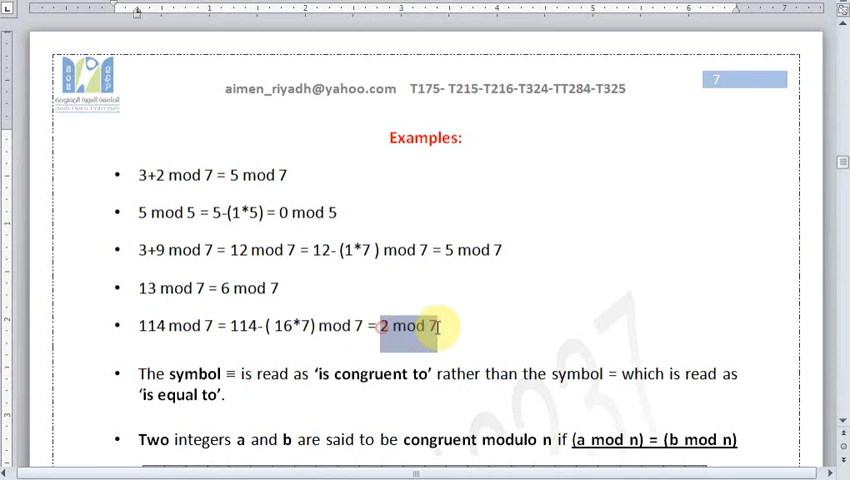 aimen_riyadh@yahoo.com T175- T215-T216-T324-TT284-T325
7
Examples:
• 3+2 mod 7 = 5 mod 7
• 5 mod 5 = 5-(1*5) = 0 mod 5
• 3+9 mod 7 = 12 mod 7 = 12- (1*7 ) mod 7 = 5 mod 7
• 13 mod 7 = 6 mod 7
• 114 mod 7 = 114-( 16*7) mod 7 = 2 mod 7
• The symbol ≡ is read as ‘is congruent to’ rather than the symbol = which is read as
‘is equal to’.
• Two integers a and b are said to be congruent modulo n if (a mod n) = (b mod n)